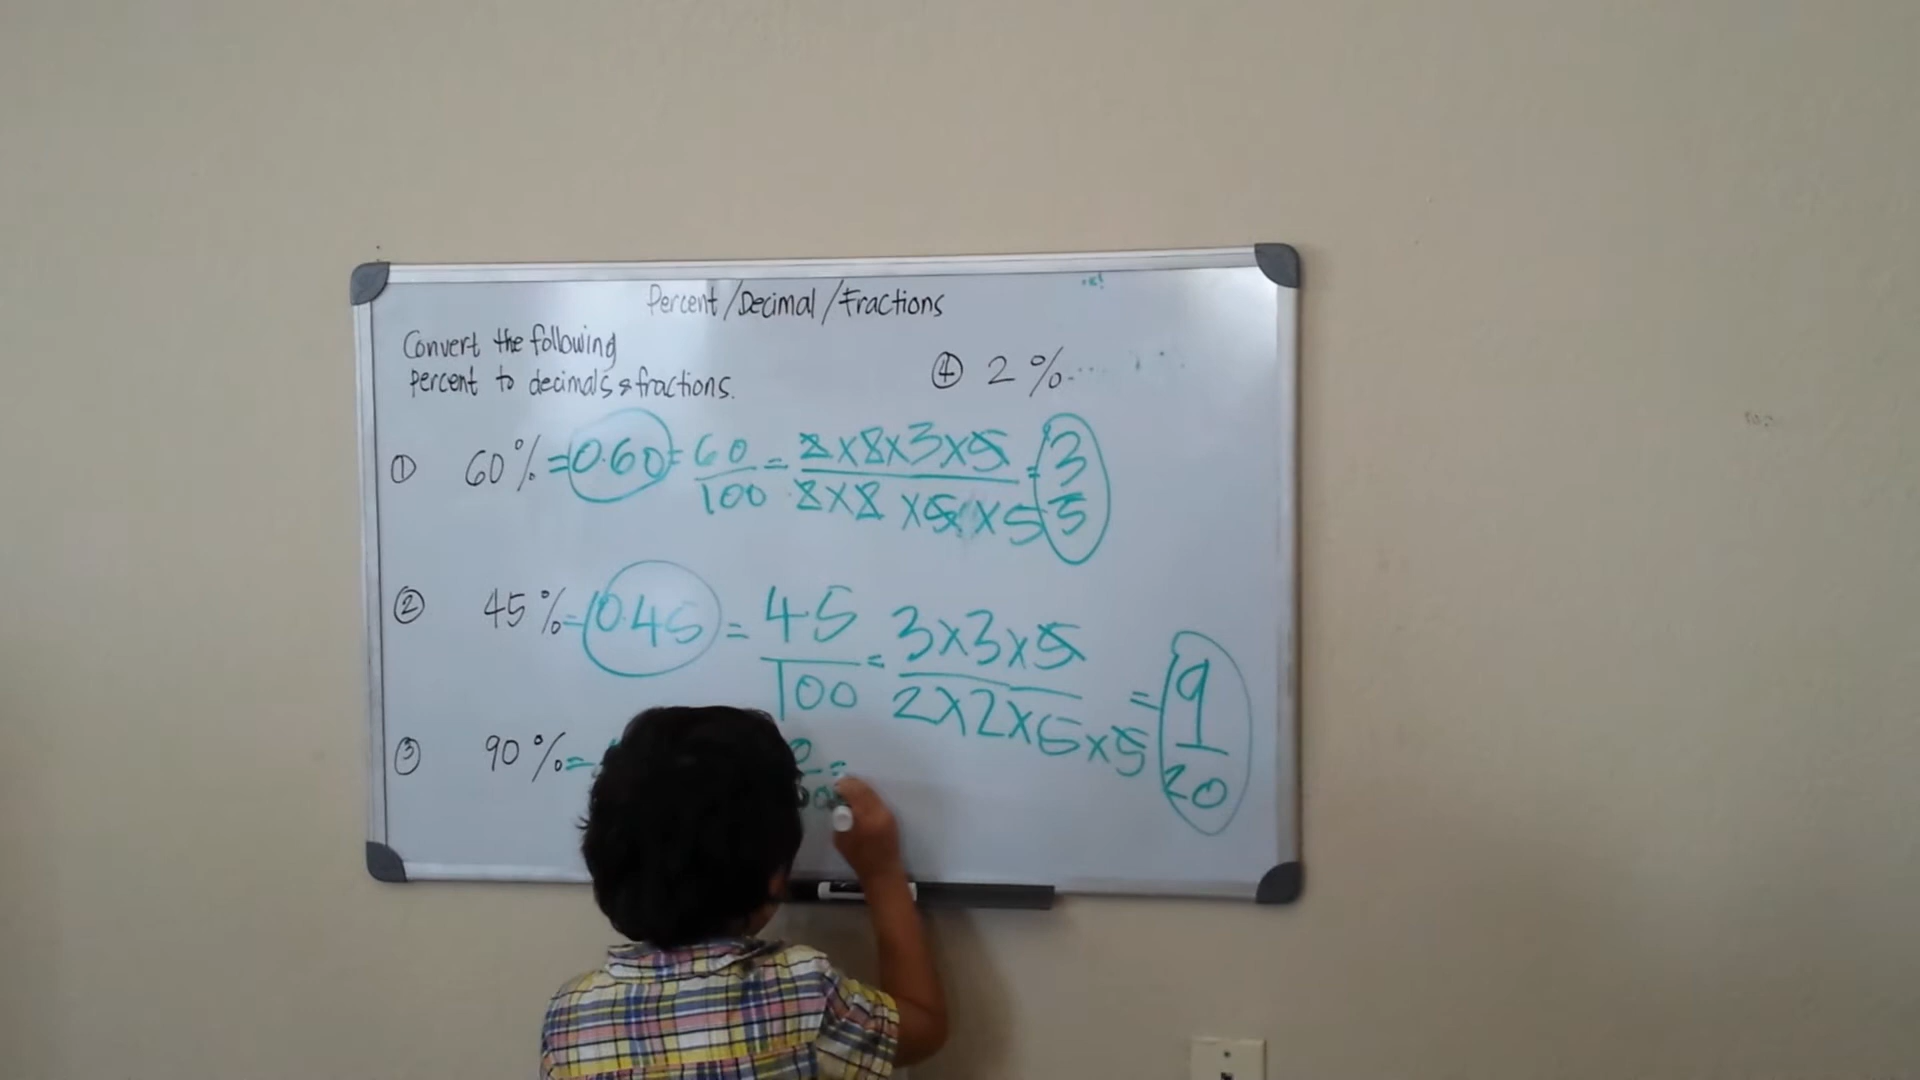 Percent/Decimal/Fractions
Convert the following
percent to decimals & fractions.
④ 2%
① 60% = 0.60 = 60/100 = 2x2x3x5/2x2x5x5 = 3/5
② 45% = 0.45 = 45/100 = 3x3x5/2x2x5x5 = 9/20
③ 90% =